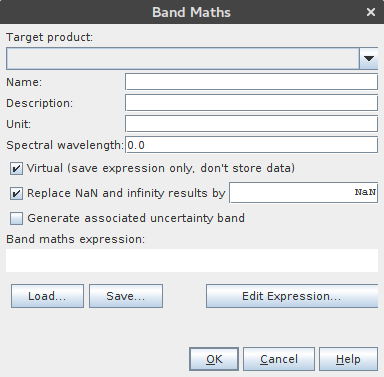 Band Maths
Target product:
Name:
Description:
Unit:
Spectral wavelength: 0.0
Virtual (save expression only, don't store data)
Replace NaN and infinity results by NaN
Generate associated uncertainty band
Band maths expression:
Load... Save... Edit Expression...
OK Cancel Help